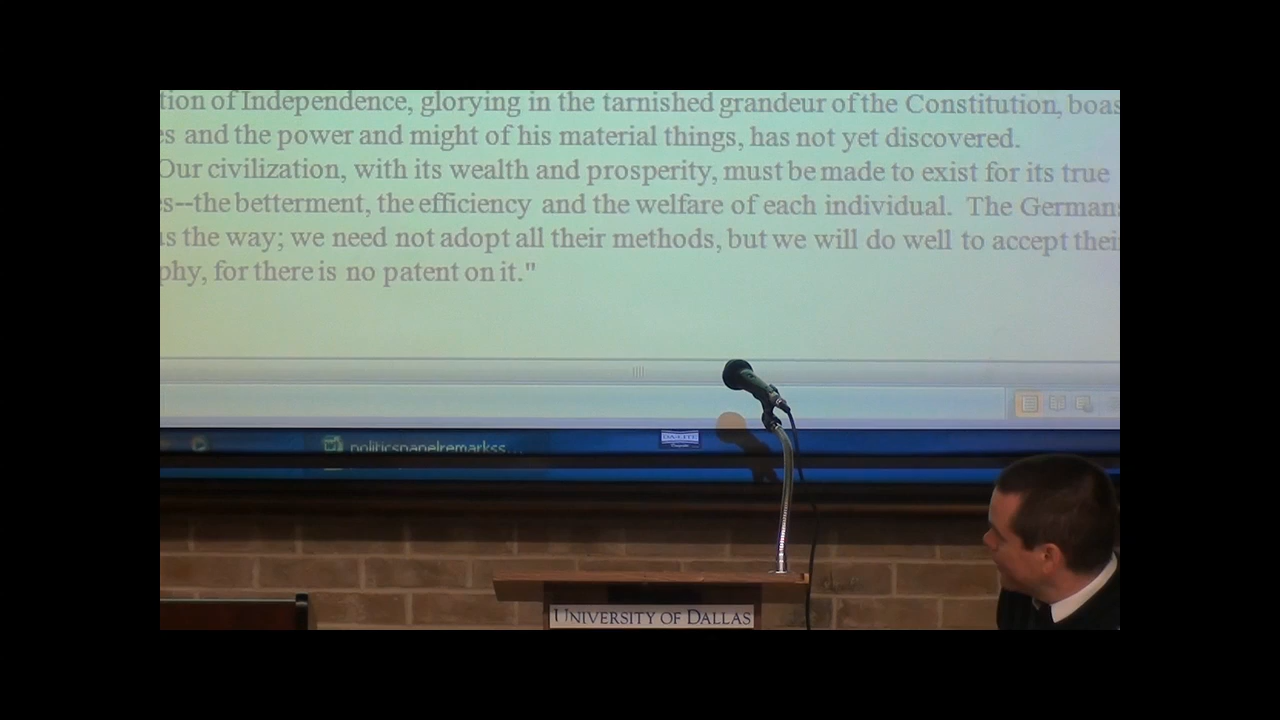 tion of Independence, glorying in the tarnished grandeur of the Constitution, boas
es and the power and might of his material things, has not yet discovered.
Our civilization, with its wealth and prosperity, must be made to exist for its true
es--the betterment, the efficiency and the welfare of each individual. The Germans
us the way; we need not adopt all their methods, but we will do well to accept thei
phy, for there is no patent on it."
politicspanelremarkss...
DA-LITE
UNIVERSITY OF DALLAS